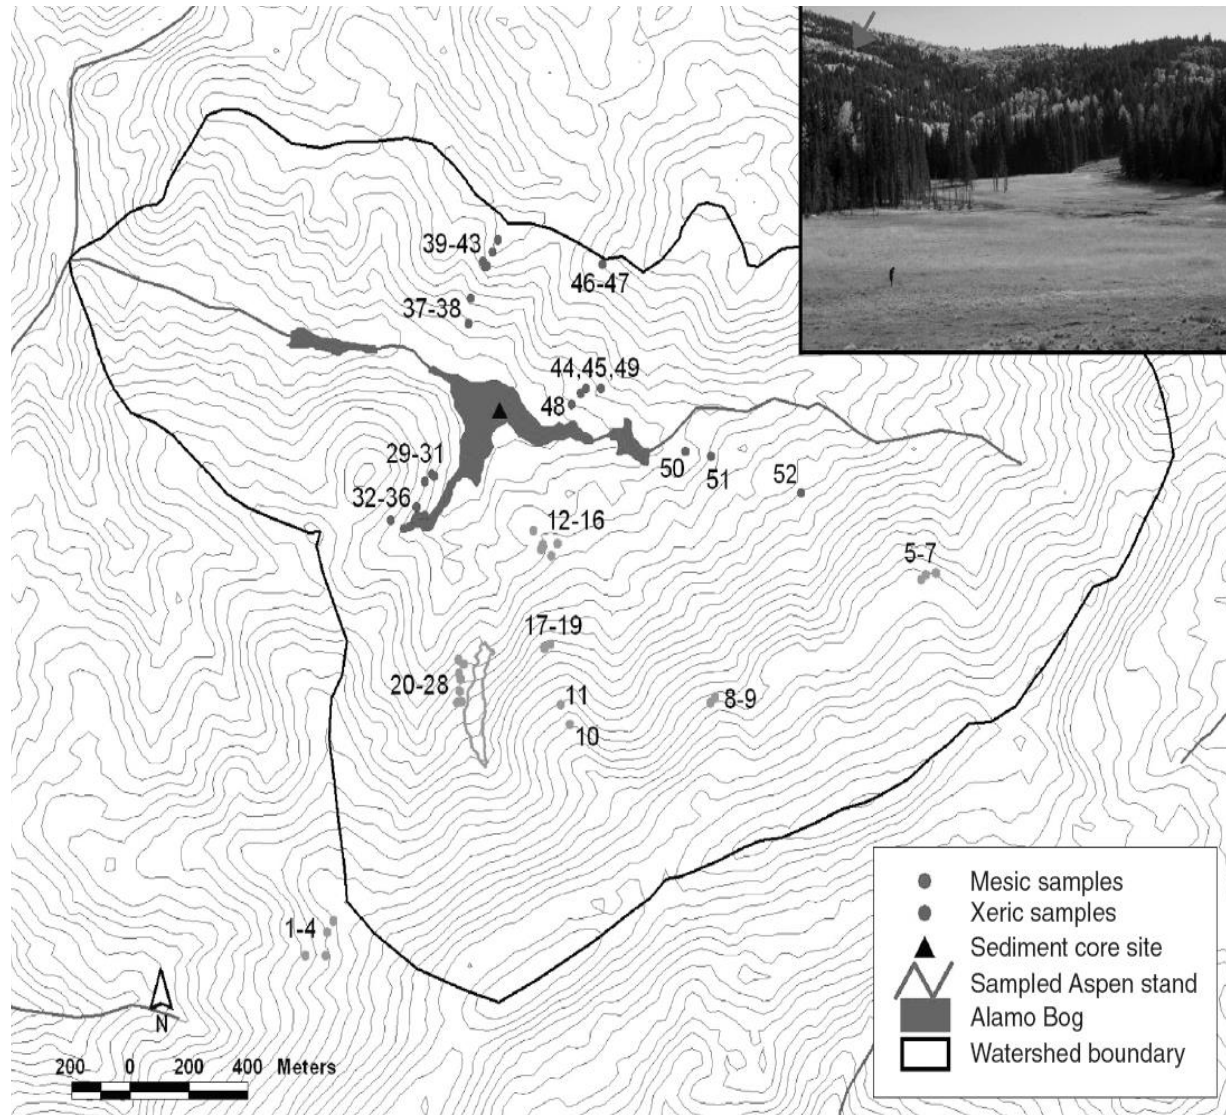 39-43
46-47
37-38
44,45,49
48
29-31
50
51
52
32-36
12-16
5-7
17-19
20-28
11
8-9
10
1-4
N
200 0 200 400 Meters
Mesic samples
Xeric samples
Sediment core site
Sampled Aspen stand
Alamo Bog
Watershed boundary